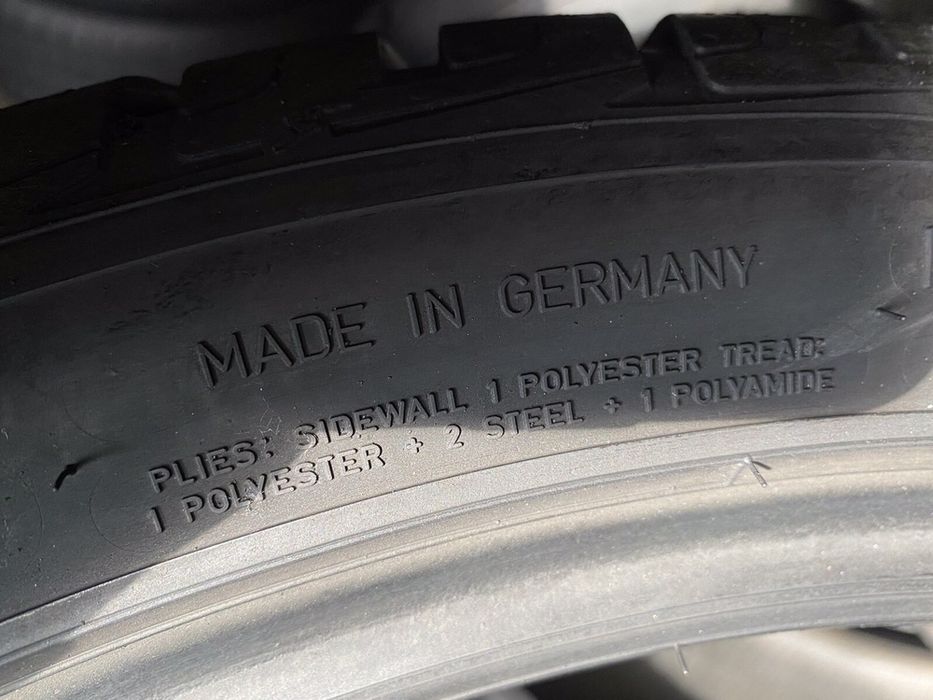 MADE IN GERMANY
PLIES: SIDEWALL 1 POLYESTER TREAD:
1 POLYESTER + 2 STEEL + 1 POLYAMIDE